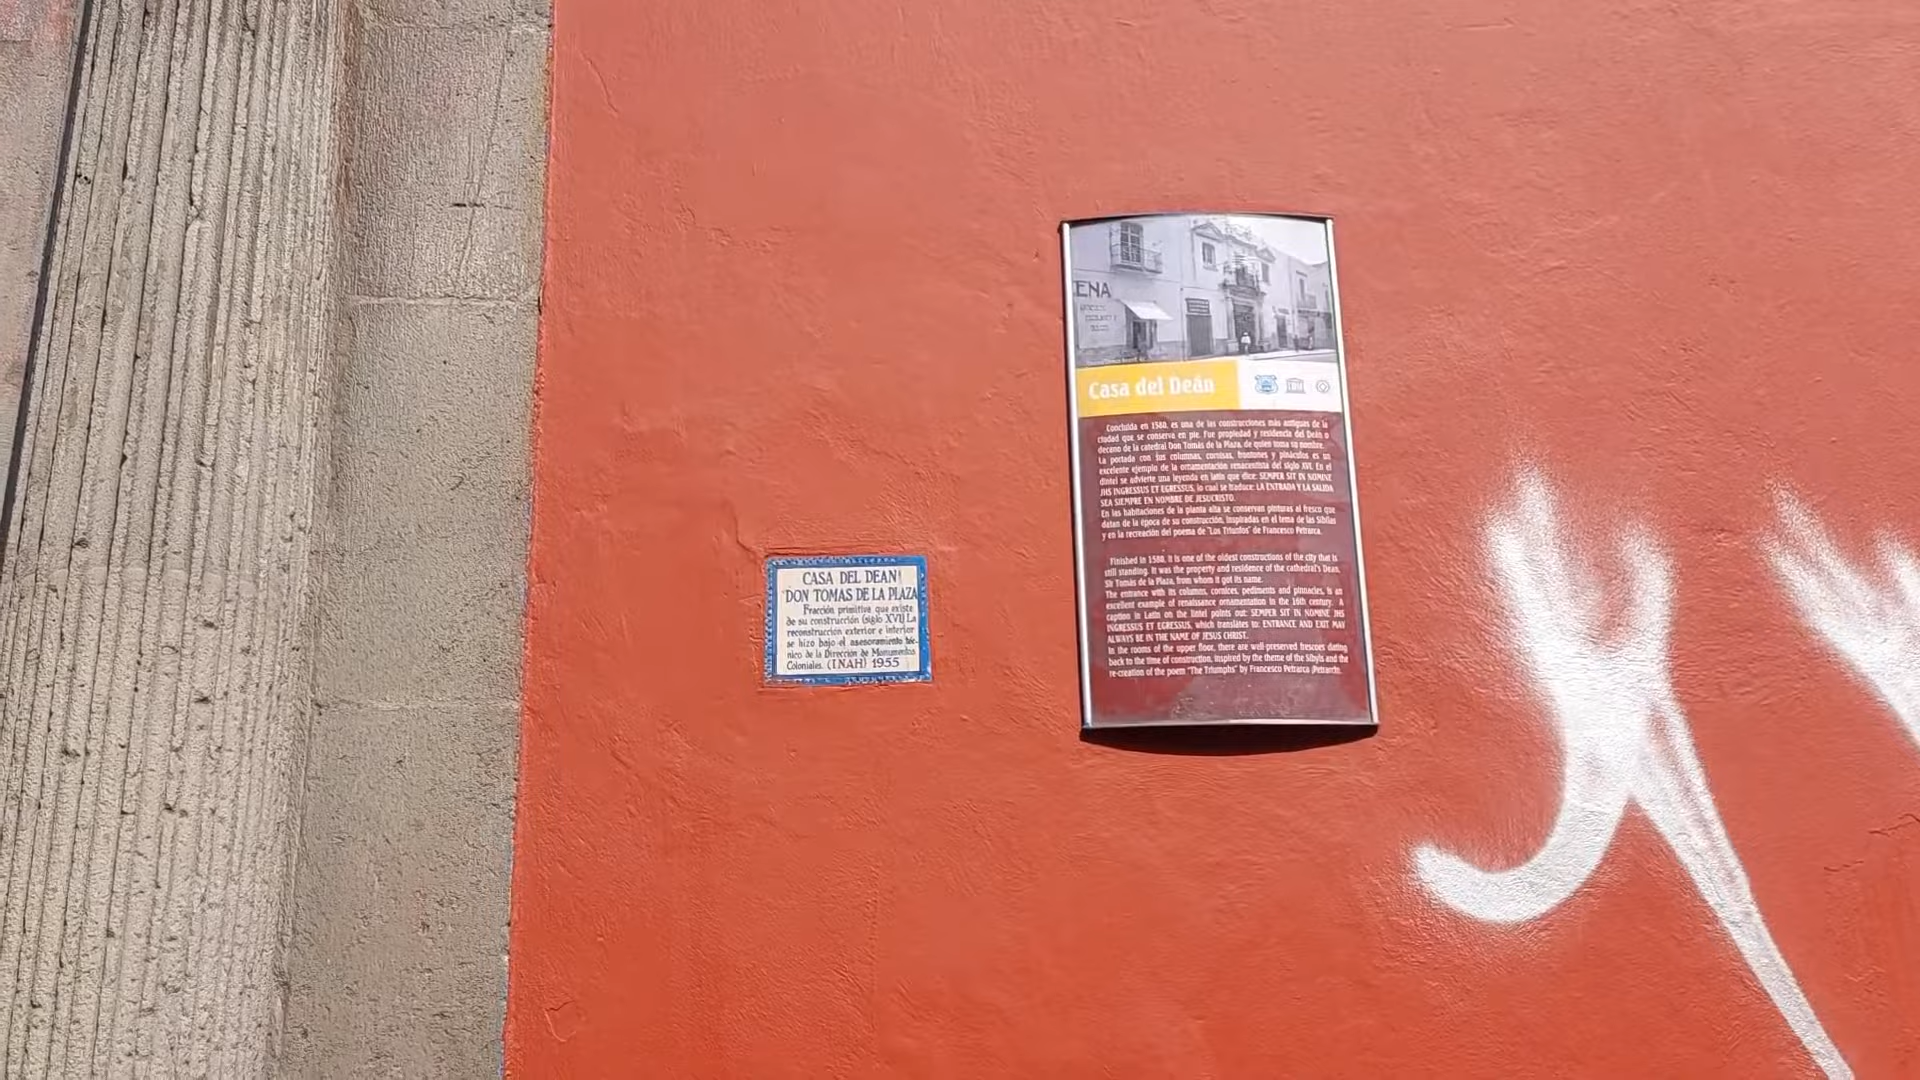 ENA
Casa del Deán
Concluida en 1580, es una de las construcciones más antiguas de la
ciudad que se conserva en pie. Fue propiedad y residencia del Deán o
decano de la catedral Don Tomás de la Plaza, de quien toma su nombre.
La portada con sus columnas, cornisas, frontones y pináculos es un
excelente ejemplo de la ornamentación renacentista del siglo XVI. En el
dintel se advierte una leyenda en latín que dice: SEMPER SIT IN NOMINE
JHS INGRESSUS ET EGRESSUS, lo cual se traduce: LA ENTRADA Y LA SALIDA
SEA SIEMPRE EN NOMBRE DE JESUCRISTO.
En las habitaciones de la planta alta se conservan pinturas al fresco que
datan de la época de su construcción, inspiradas en el tema de las Sibilas
y en la recreación del poema de "Los Triunfos" de Francesco Petrarca.
Finished in 1580, it is one of the oldest constructions of the city that is
still standing. It was the property and residence of the cathedral's Dean,
Sir Tomás de la Plaza, from whom it got its name.
The entrance with its columns, cornices, pediments and pinnacles, is an
excellent example of renaissance ornamentation in the 16th century. A
caption in Latin on the lintel points out: SEMPER SIT IN NOMINE JHS
INGRESSUS ET EGRESSUS, which translates to: ENTRANCE AND EXIT MAY
ALWAYS BE IN THE NAME OF JESUS CHRIST.
In the rooms of the upper floor, there are well-preserved frescoes dating
back to the time of construction, inspired by the theme of the Sibyls and the
re-creation of the poem "The Triumphs" by Francesco Petrarca (Petrarch).
CASA DEL DEAN
DON TOMAS DE LA PLAZA
Fracción primitiva que existe
de su construcción (siglo XVI) La
reconstrucción exterior e interior
se hizo bajo el asesoramiento téc-
nico de la Dirección de Monumentos
Coloniales. (I.N.A.H) 1955